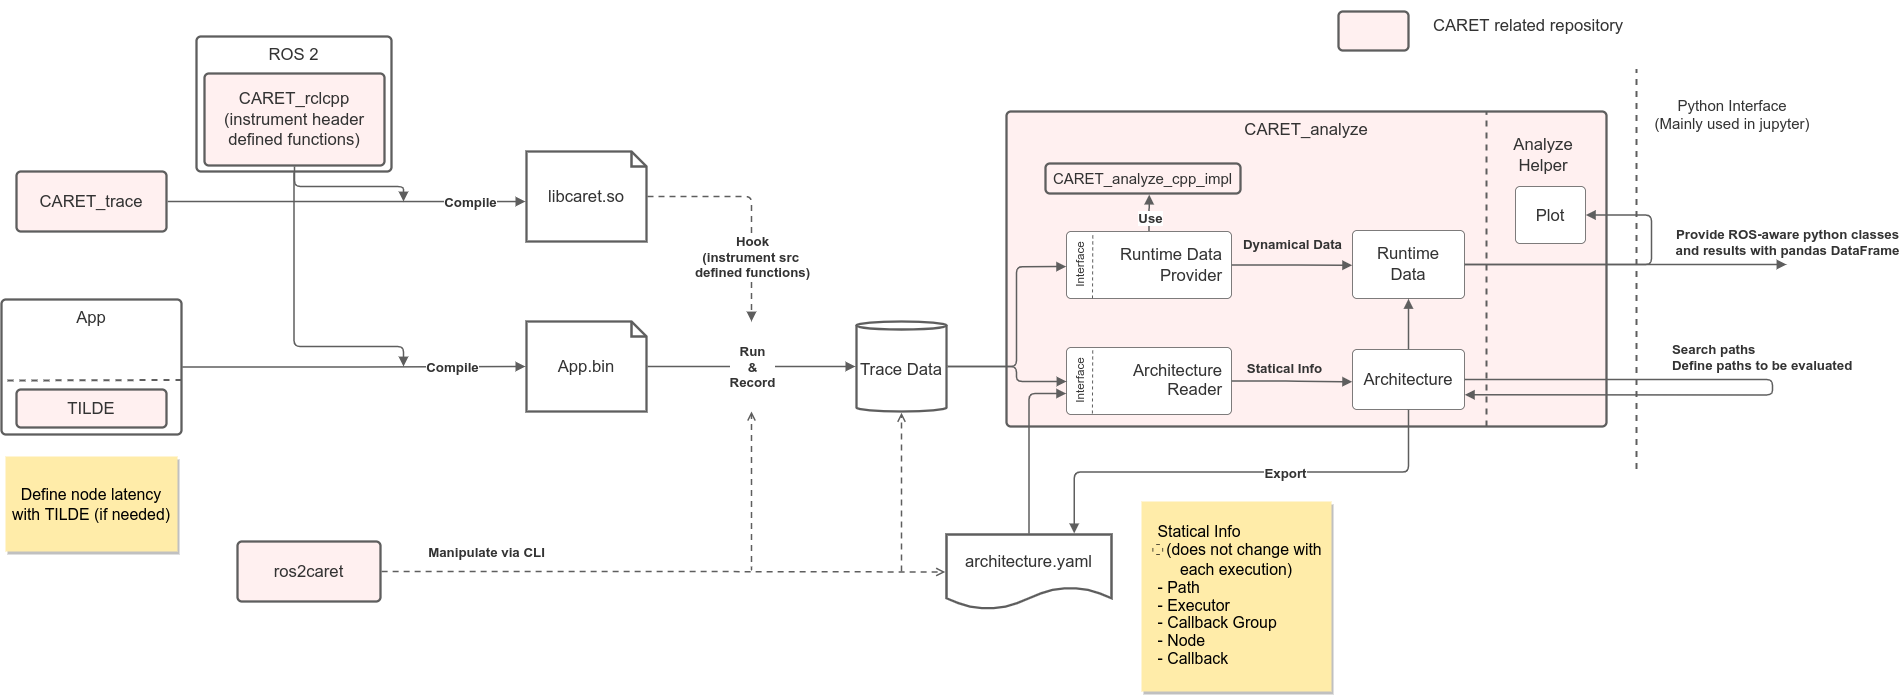 CARET related repository
ROS 2
CARET_rclcpp
(instrument header
defined functions)
CARET_trace
Compile
libcaret.so
Hook
(instrument src
defined functions)
App
TILDE
Compile
App.bin
Run
&
Record
Trace Data
Define node latency
with TILDE (if needed)
ros2caret
Manipulate via CLI
architecture.yaml
CARET_analyze
CARET_analyze_cpp_impl
Use
Interface
Runtime Data
Provider
Dynamical Data
Runtime
Data
Interface
Architecture
Reader
Statical Info
Architecture
Export
Analyze
Helper
Plot
Python Interface
(Mainly used in jupyter)
Provide ROS-aware python classes
and results with pandas DataFrame
Search paths
Define paths to be evaluated
Statical Info
(does not change with
each execution)
- Path
- Executor
- Callback Group
- Node
- Callback